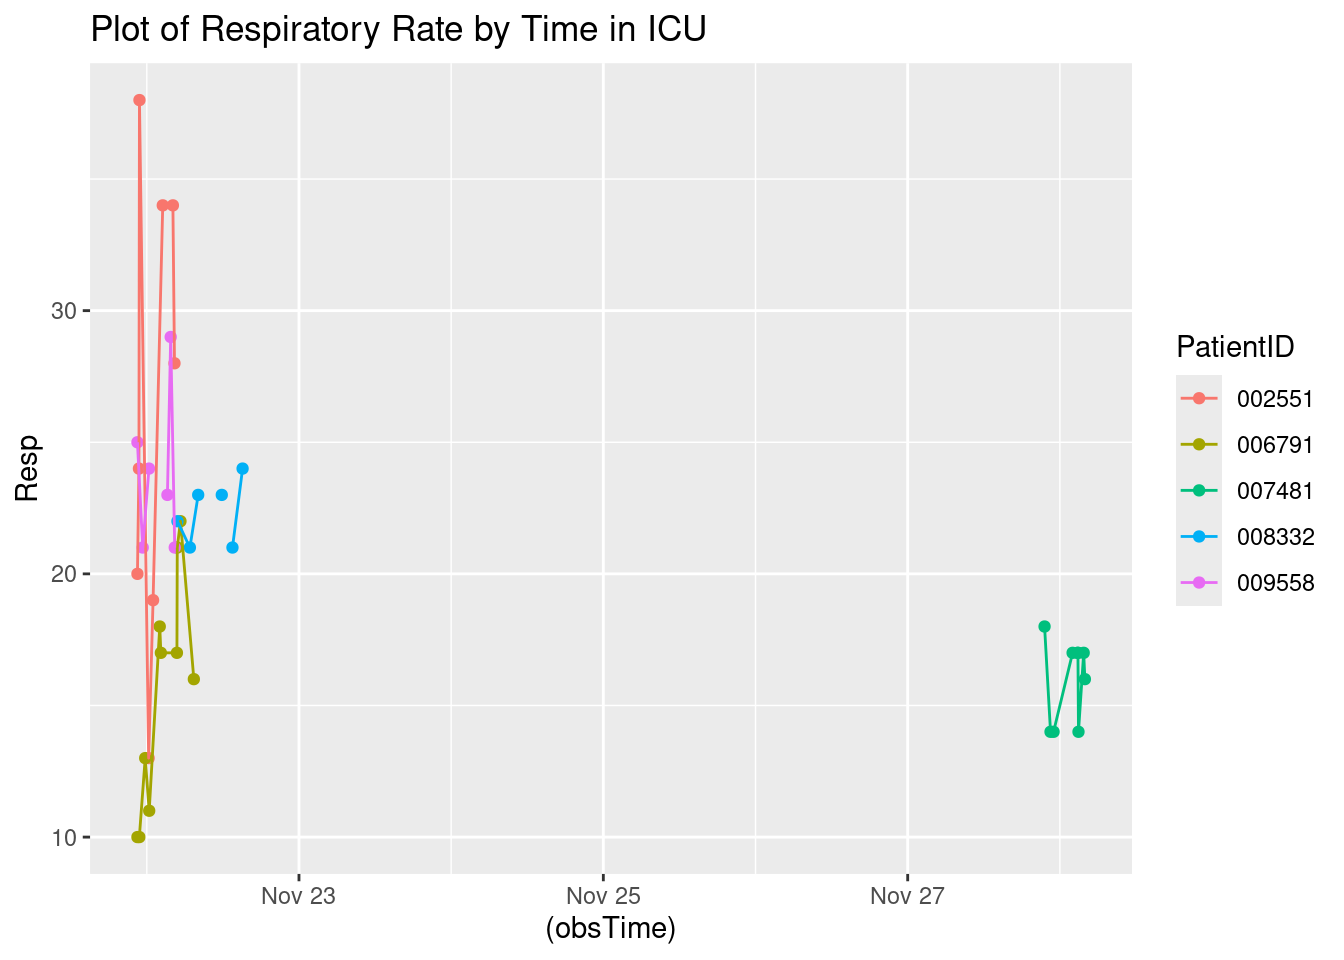 Plot of Respiratory Rate by Time in ICU
Resp
30
20
10
Nov 23
Nov 25
Nov 27
(obsTime)
PatientID
002551
006791
007481
008332
009558